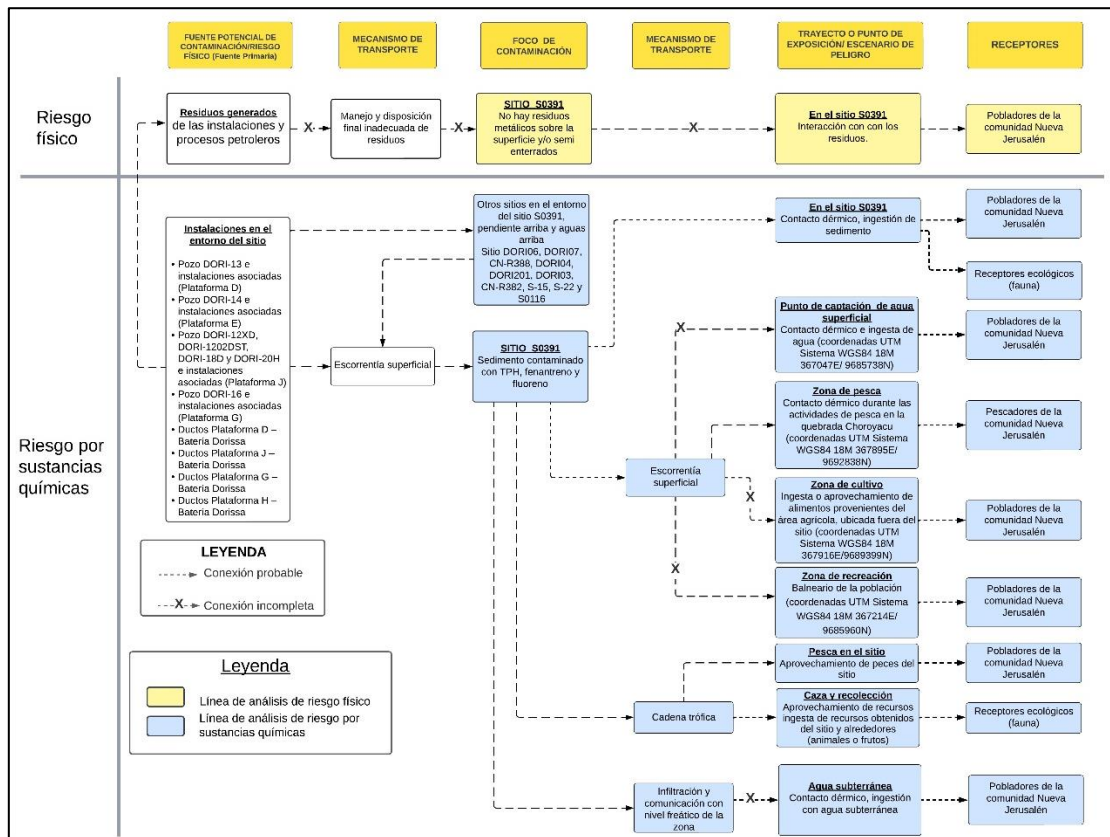 FUENTE POTENCIAL
DE CONTAMINACIÓN/RIESGO
FÍSICO (Fuente Primaria)
MECANISMO DE
TRANSPORTE
FOCO DE
CONTAMINACIÓN
MECANISMO DE
TRANSPORTE
TRAYECTO O PUNTO DE
EXPOSICIÓN/ ESCENARIO DE
PELIGRO
RECEPTORES
Riesgo
físico
Residuos generados
de las instalaciones y
procesos petroleros
X
Manejo y disposición
final inadecuada de
residuos
X
SITIO S0391
No hay residuos
metálicos sobre la
superficie y/o semi
enterrados
X
En el sitio S0391
Interacción con con los
residuos.
Pobladores de
la comunidad Nueva
Jerusalén
Riesgo por
sustancias
químicas
Instalaciones en el
entorno del sitio
• Pozo DORI-13 e
instalaciones asociadas
(Plataforma D)
• Pozo DORI-14 e
instalaciones asociadas
(Plataforma E)
• Pozo DORI-12XD,
DORI-1202DST,
DORI-18D y DORI-20H
e instalaciones
asociadas (Plataforma J)
• Pozo DORI-16 e
instalaciones asociadas
(Plataforma G)
• Ductos Plataforma D –
Batería Dorissa
• Ductos Plataforma J –
Batería Dorissa
• Ductos Plataforma G –
Batería Dorissa
• Ductos Plataforma H –
Batería Dorissa
Escorrentía superficial
Otros sitios en el entorno
del sitio S0391,
pendiente arriba y aguas
arriba
Sitio DORI06, DORI07,
CN-R388, DORI04,
DORI201, DORI03,
CN-R382, S-15, S-22 y
S0116
SITIO S0391
Sedimento contaminado
con TPH, fenantreno y
fluoreno
En el sitio S0391
Contacto dérmico, ingestión de
sedimento
Pobladores de la
comunidad Nueva
Jerusalén
Receptores ecológicos
(fauna)
X
Punto de captación de agua
superficial
Contacto dérmico e ingesta de
agua (coordenadas UTM
Sistema WGS84 18M
367047E/ 9685738N)
Pobladores de la
comunidad Nueva
Jerusalén
Escorrentía
superficial
Zona de pesca
Contacto dérmico durante las
actividades de pesca en la
quebrada Choroyacu
(coordenadas UTM Sistema
WGS84 18M 367895E/
9692838N)
Pescadores de la
comunidad Nueva
Jerusalén
X
Zona de cultivo
Ingesta o aprovechamiento de
alimentos provenientes del
área agrícola, ubicada fuera del
sitio (coordenadas UTM
Sistema WGS84 18M
367916E/9689399N)
Pobladores de la
comunidad Nueva
Jerusalén
X
Zona de recreación
Balneario de la población
(coordenadas UTM Sistema
WGS84 18M 367214E/
9685960N)
Pobladores de la
comunidad Nueva
Jerusalén
Cadena trófica
Pesca en el sitio
Aprovechamiento de peces del
sitio
Pobladores de la
comunidad Nueva
Jerusalén
Caza y recolección
Aprovechamiento de recursos
ingesta de recursos obtenidos
del sitio y alrededores
(animales o frutos)
Receptores ecológicos
(fauna)
Infiltración y
comunicación con
nivel freático de la
zona
X
Agua subterránea
Contacto dérmico, ingestión
con agua subterránea
Pobladores de la
comunidad Nueva
Jerusalén
LEYENDA
Conexión probable
X
Conexión incompleta
Leyenda
Línea de análisis de riesgo físico
Línea de análisis de riesgo por
sustancias químicas